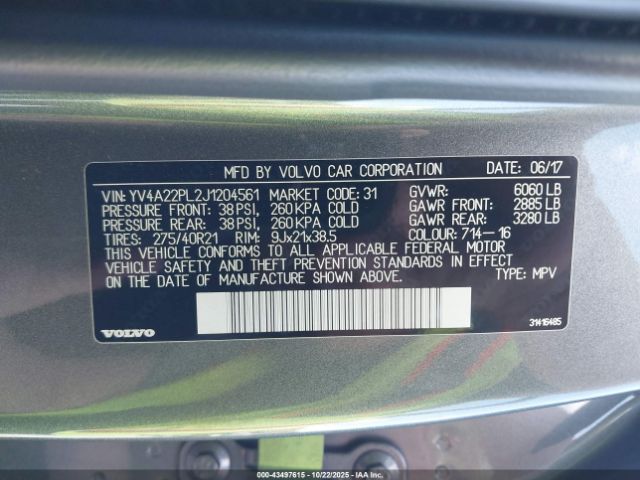 MFD BY VOLVO CAR CORPORATION DATE: 06/17
VIN: YV4A22PL2J1204561 MARKET CODE: 31 GVWR: 6060 LB
PRESSURE FRONT: 38 PSI, 260 KPA COLD GAWR FRONT: 2885 LB
PRESSURE REAR: 38 PSI, 260 KPA COLD GAWR REAR: 3280 LB
TIRES: 275/40R21 RIM: 9Jx21x38.5 COLOUR: 714-16
THIS VEHICLE CONFORMS TO ALL APPLICABLE FEDERAL MOTOR
VEHICLE SAFETY AND THEFT PREVENTION STANDARDS IN EFFECT
ON THE DATE OF MANUFACTURE SHOWN ABOVE. TYPE: MPV
VOLVO 31416485
00-43497615 - 10/22/2025 - IAAI.COM